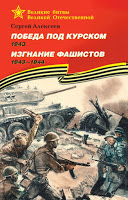 Великие битвы
Великой Отечественной
Сергей Алексеев
ПОБЕДА ПОД КУРСКОМ
1943
ИЗГНАНИЕ ФАШИСТОВ
1943–1944